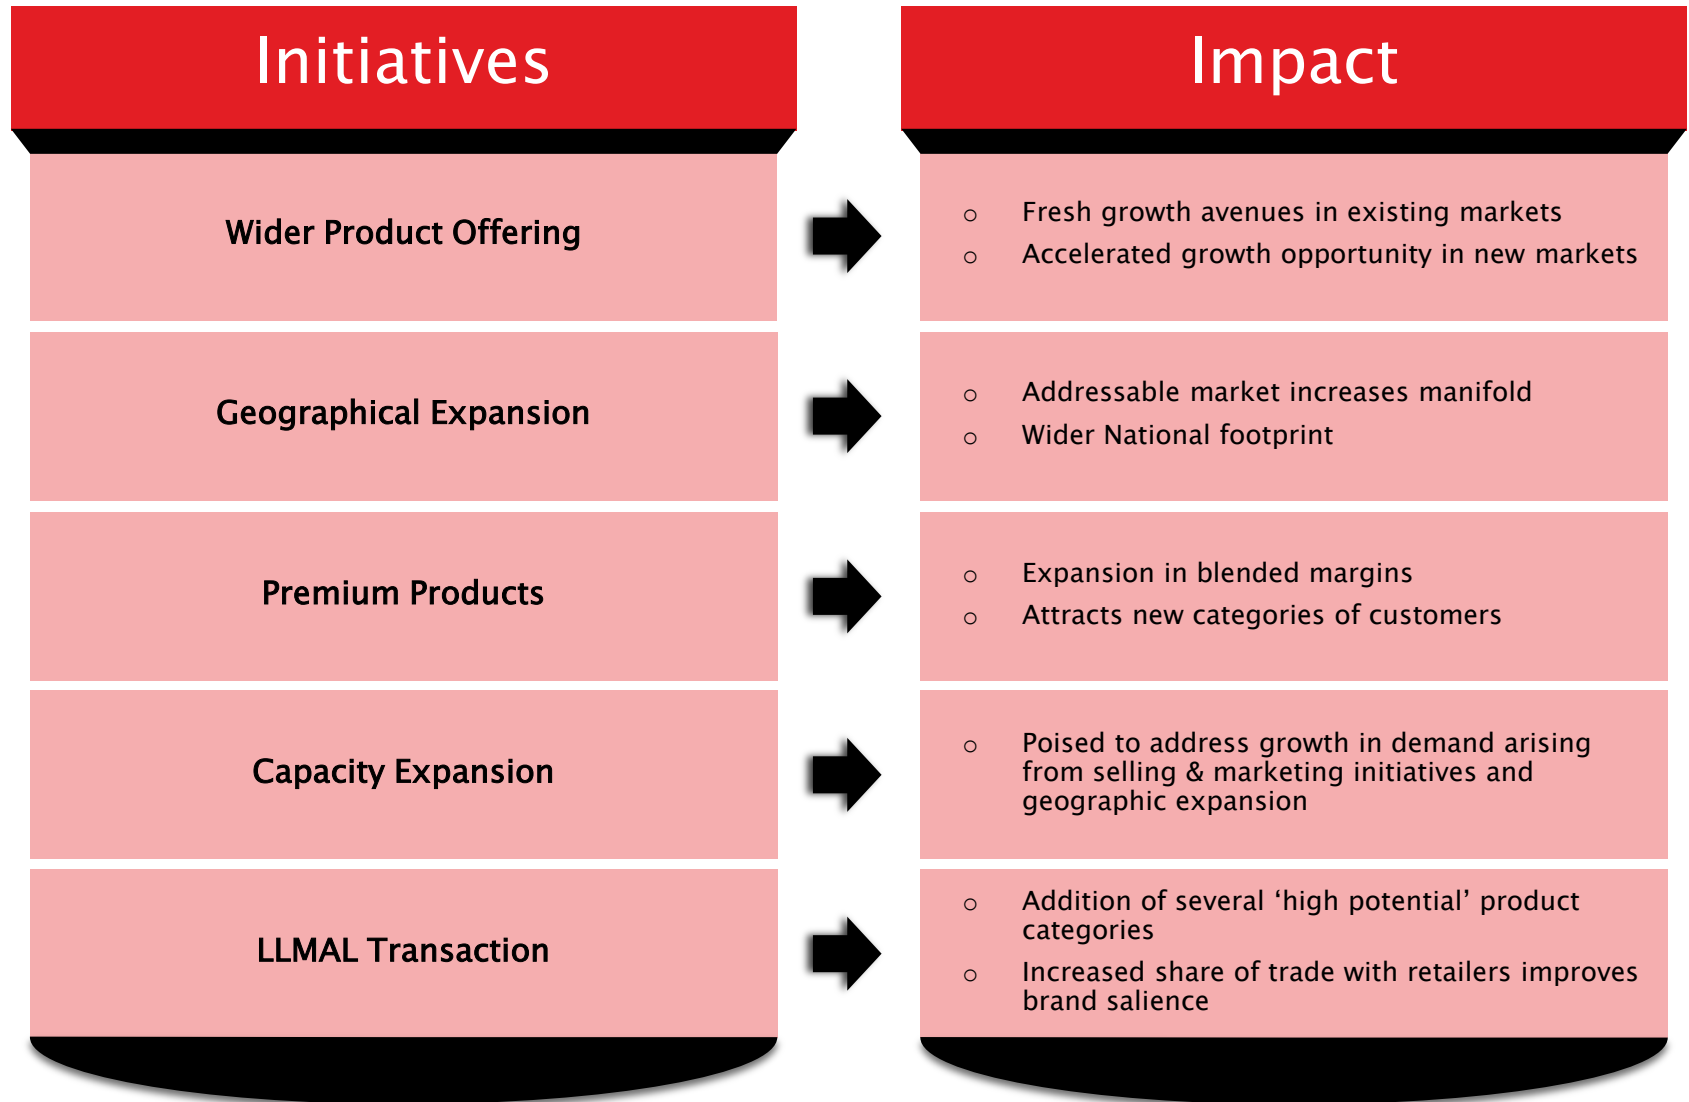 Initiatives
Impact
Wider Product Offering
o Fresh growth avenues in existing markets
o Accelerated growth opportunity in new markets
Geographical Expansion
o Addressable market increases manifold
o Wider National footprint
Premium Products
o Expansion in blended margins
o Attracts new categories of customers
Capacity Expansion
o Poised to address growth in demand arising
from selling & marketing initiatives and
geographic expansion
LLMAL Transaction
o Addition of several ‘high potential’ product
categories
o Increased share of trade with retailers improves
brand salience